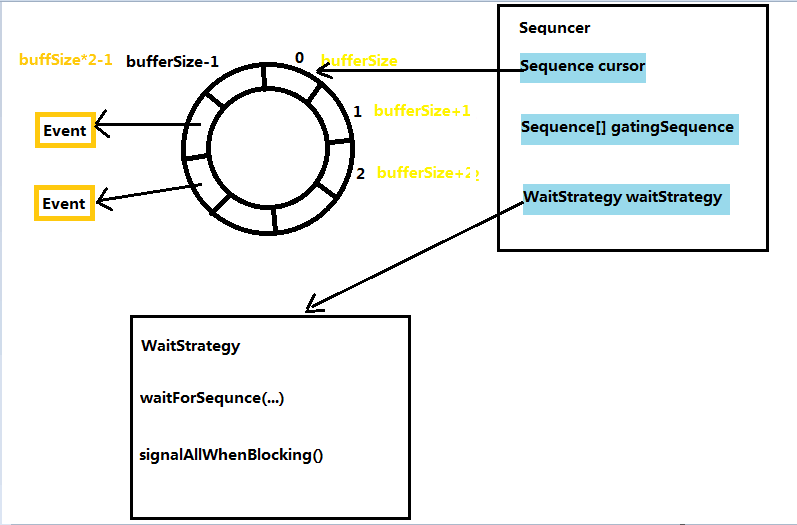 Sequncer
buffSize*2-1 bufferSize-1 0 bufferSize
Sequence cursor
1 bufferSize+1
Event
Sequence[] gatingSequence
2 bufferSize+2
Event
WaitStrategy waitStrategy
WaitStrategy
waitForSequnce(...)
signalAllWhenBlocking()